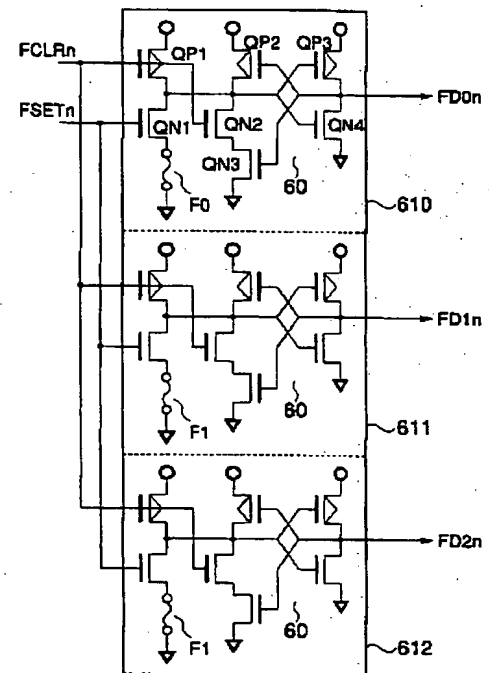 QP1 QP2 QP3
FCLRn
FD0n
FSETn
QN1 QN2 QN4
QN3
60
F0
610
FD1n
60
F1
611
FD2n
60
F1
612